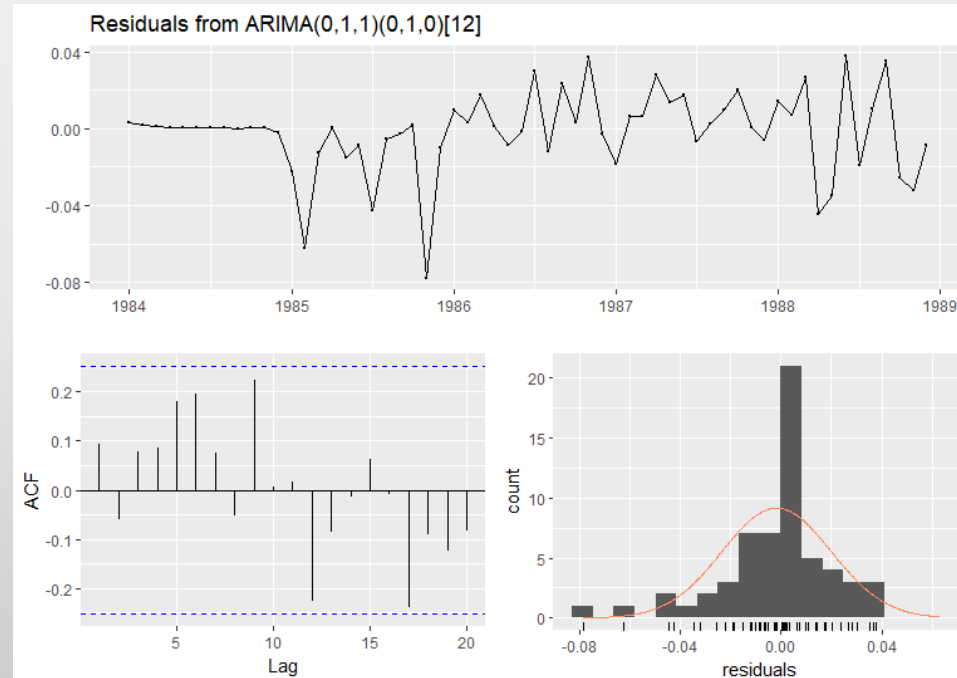 Residuals from ARIMA(0,1,1)(0,1,0)[12]
0.04
0.00
-0.04
-0.08
1984 1985 1986 1987 1988 1989
ACF
0.2
0.1
0.0
-0.1
-0.2
5 10 15 20
Lag
count
20
15
10
5
0
-0.08 -0.04 0.00 0.04
residuals